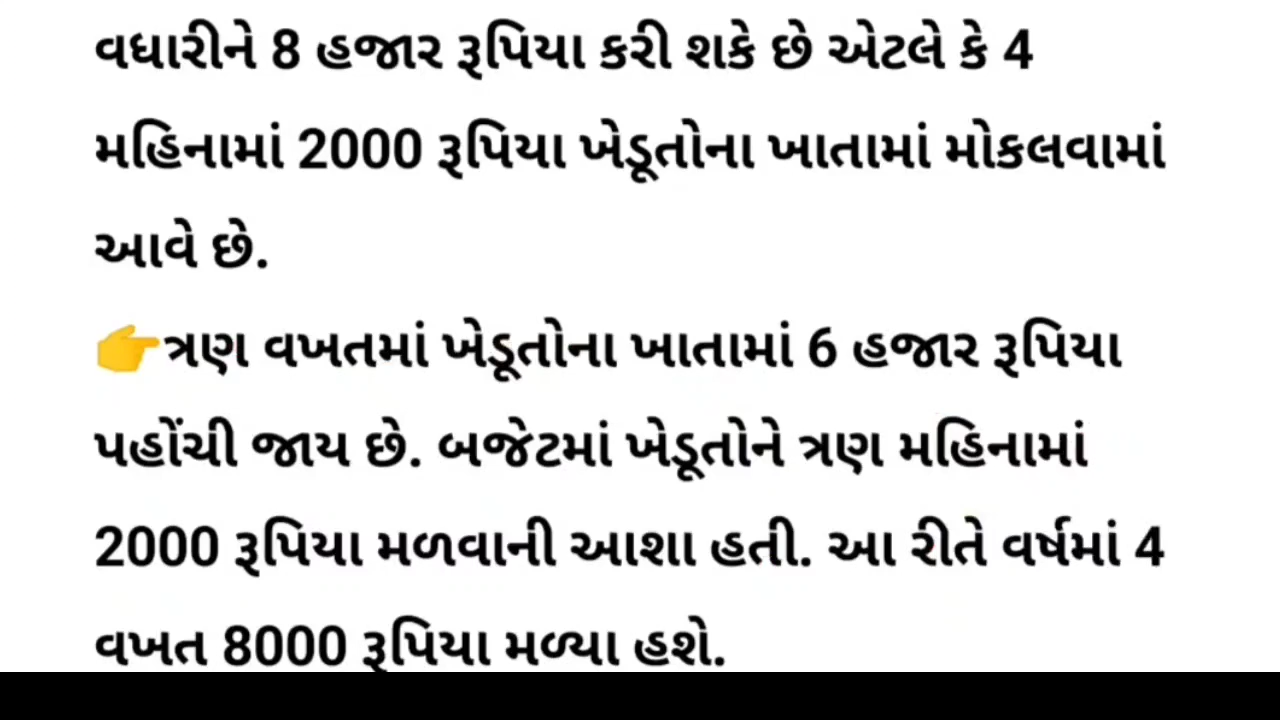 વધારીને 8 હજાર રૂપિયા કરી શકે છે એટલે કે 4
મહિનામાં 2000 રૂપિયા ખેડૂતોના ખાતામાં મોકલવામાં
આવે છે.
👉ત્રણ વખતમાં ખેડૂતોના ખાતામાં 6 હજાર રૂપિયા
પહોંચી જાય છે. બજેટમાં ખેડૂતોને ત્રણ મહિનામાં
2000 રૂપિયા મળવાની આશા હતી. આ રીતે વર્ષમાં 4
વખત 8000 રૂપિયા મળ્યા હશે.